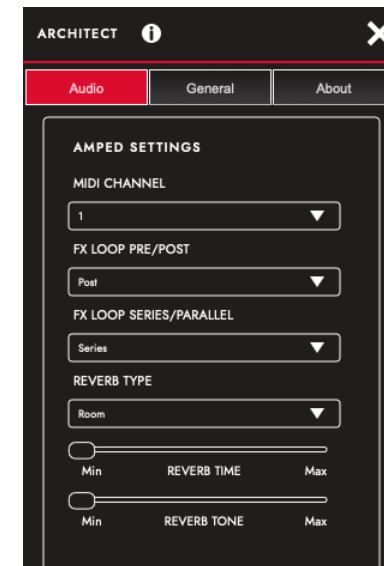 ARCHITECT i
Audio General About
AMPED SETTINGS
MIDI CHANNEL
1
FX LOOP PRE/POST
Post
FX LOOP SERIES/PARALLEL
Series
REVERB TYPE
Room
Min REVERB TIME Max
Min REVERB TONE Max